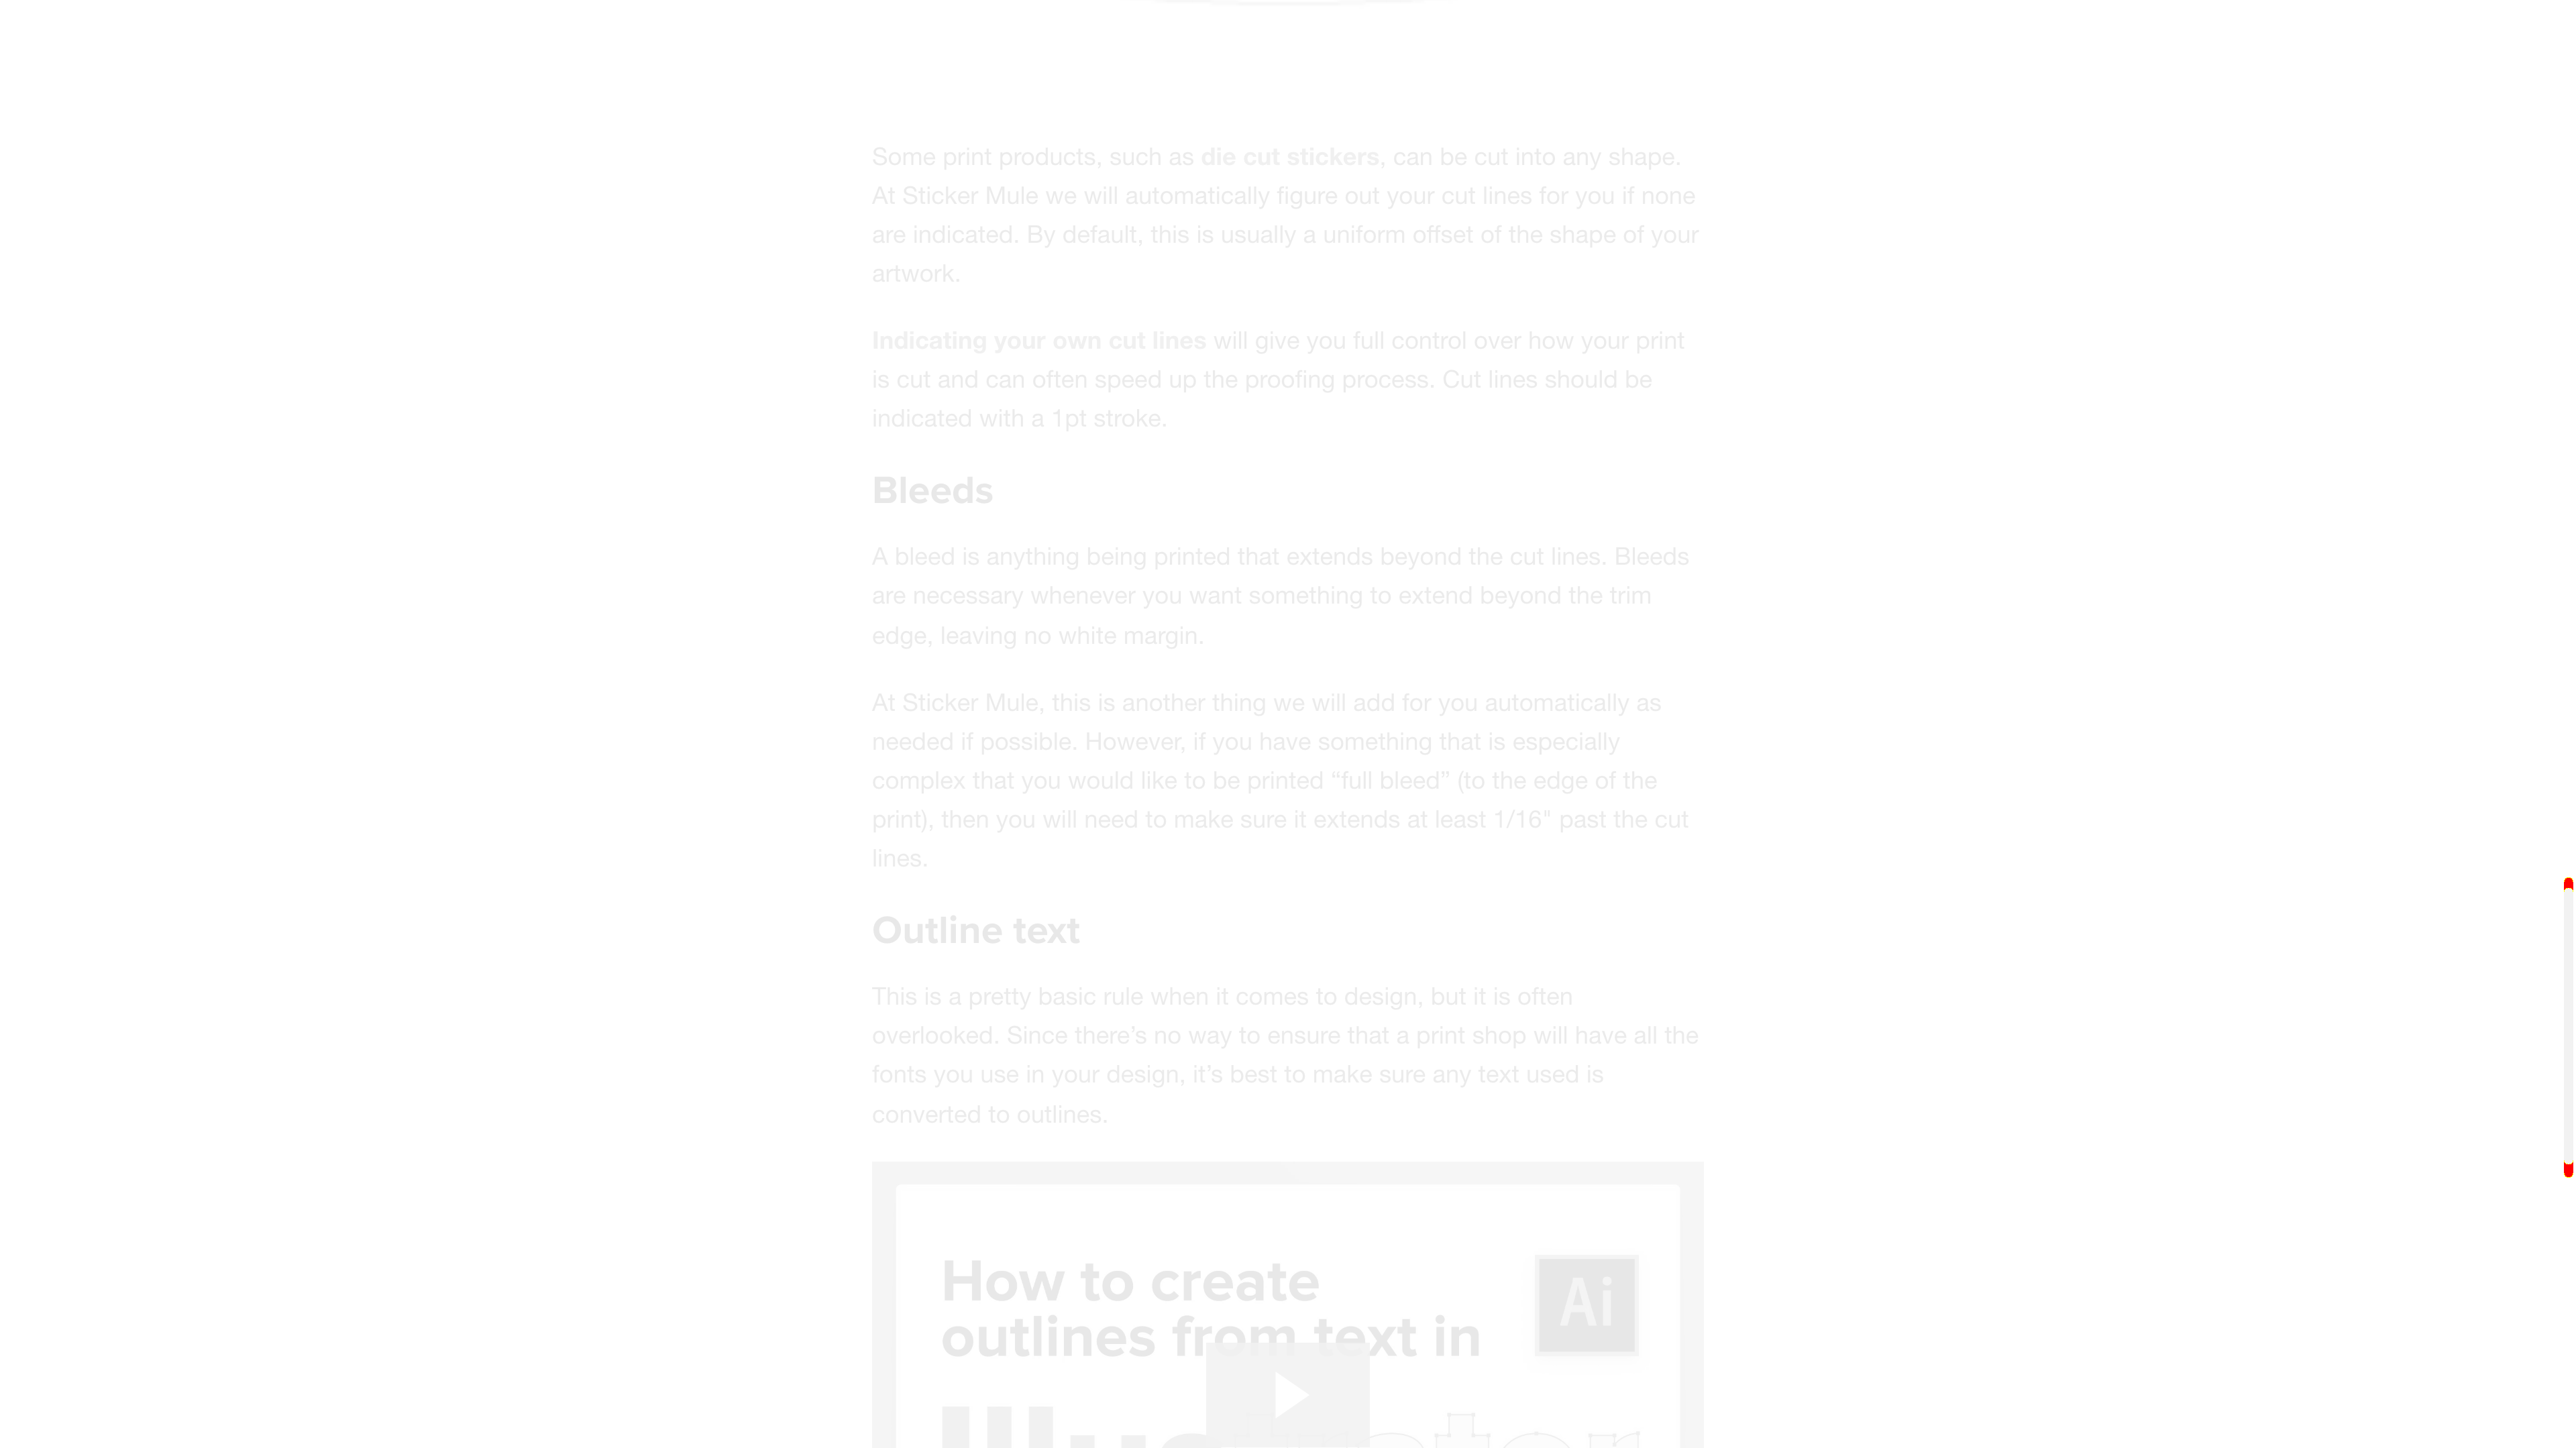 Some print products, such as die cut stickers, can be cut into any shape.
At Sticker Mule we will automatically figure out your cut lines for you if none
are indicated. By default, this is usually a uniform offset of the shape of your
artwork.
Indicating your own cut lines will give you full control over how your print
is cut and can often speed up the proofing process. Cut lines should be
indicated with a 1pt stroke.
Bleeds
A bleed is anything being printed that extends beyond the cut lines. Bleeds
are necessary whenever you want something to extend beyond the trim
edge, leaving no white margin.
At Sticker Mule, this is another thing we will add for you automatically as
needed if possible. However, if you have something that is especially
complex that you would like to be printed “full bleed” (to the edge of the
print), then you will need to make sure it extends at least 1/16" past the cut
lines.
Outline text
This is a pretty basic rule when it comes to design, but it is often
overlooked. Since there’s no way to ensure that a print shop will have all the
fonts you use in your design, it’s best to make sure any text used is
converted to outlines.
How to create
outlines from text in
Ai